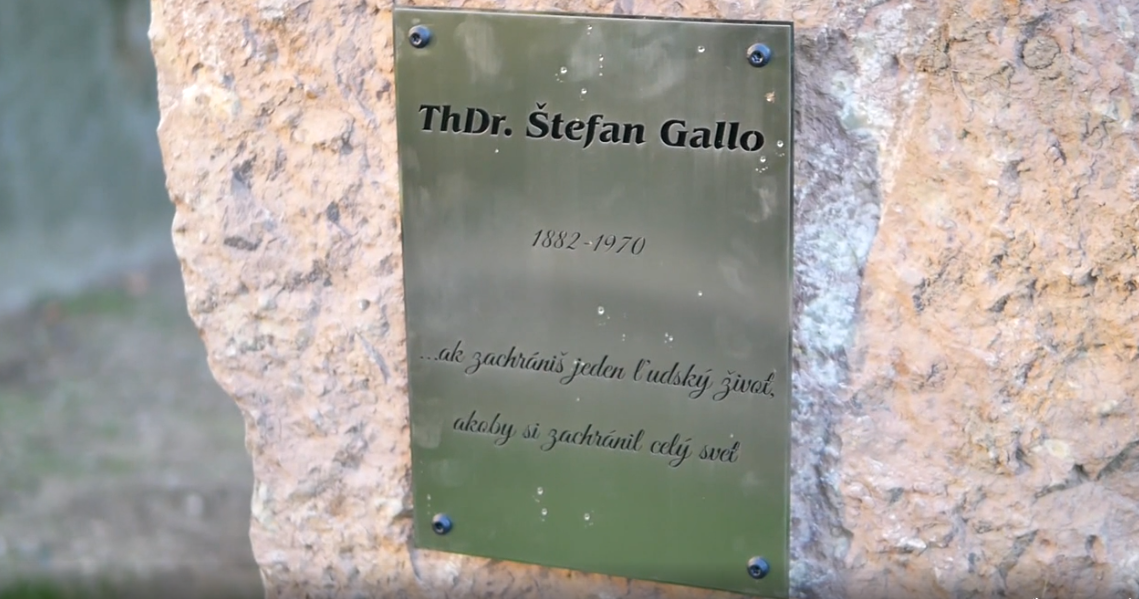 ThDr. Štefan Gallo
1882-1970
...ak zachrániš jeden ľudský život,
akoby si zachránil celý svet